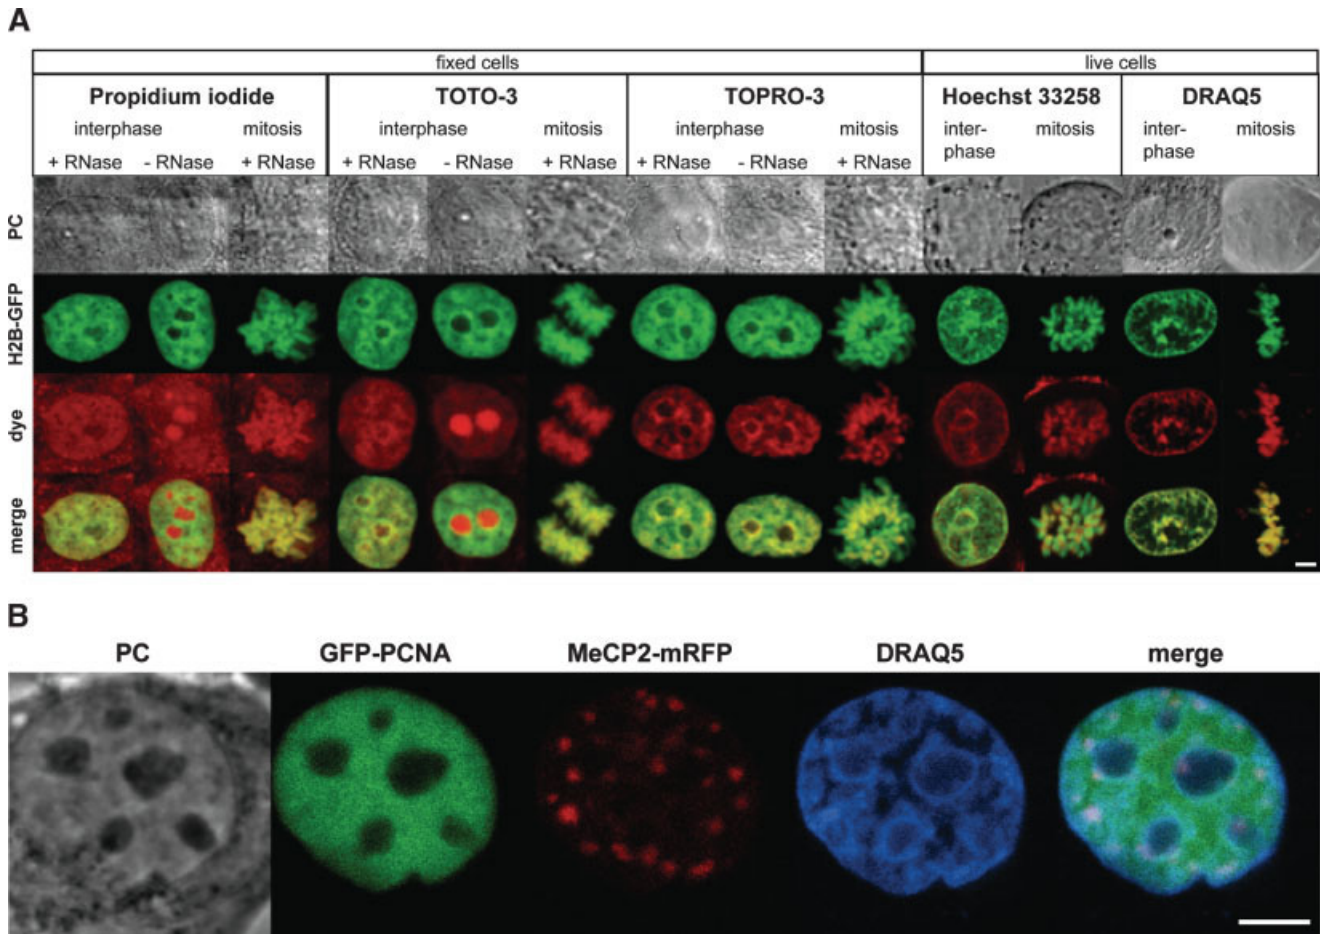 A
fixed cells live cells
Propidium iodide TOTO-3 TOPRO-3 Hoechst 33258 DRAQ5
interphase mitosis interphase mitosis interphase mitosis inter-phase mitosis inter-phase mitosis
+ RNase - RNase + RNase + RNase - RNase + RNase + RNase - RNase + RNase
PC
H2B-GFP
dye
merge
B
PC GFP-PCNA MeCP2-mRFP DRAQ5 merge